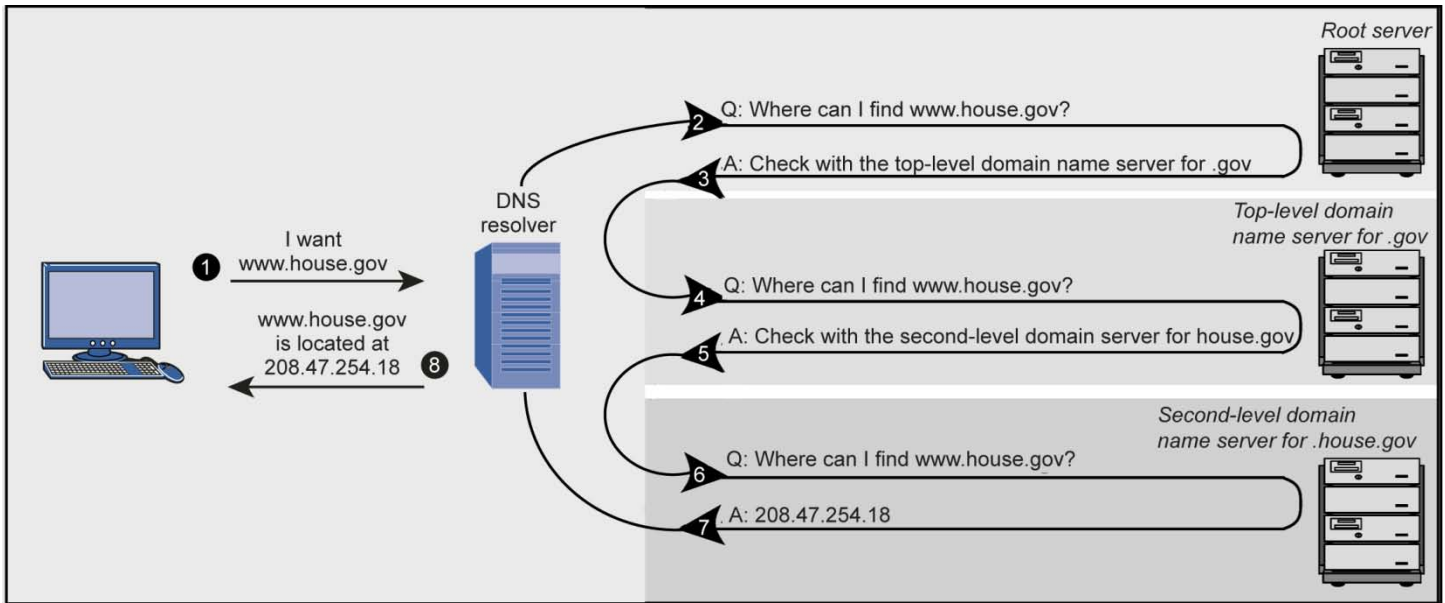 Root server
2
Q: Where can I find www.house.gov?
3
A: Check with the top-level domain name server for .gov
DNS
resolver
Top-level domain
name server for .gov
1
I want
www.house.gov
4
Q: Where can I find www.house.gov?
www.house.gov
is located at
208.47.254.18
8
5
A: Check with the second-level domain server for house.gov
Second-level domain
name server for .house.gov
6
Q: Where can I find www.house.gov?
7
A: 208.47.254.18